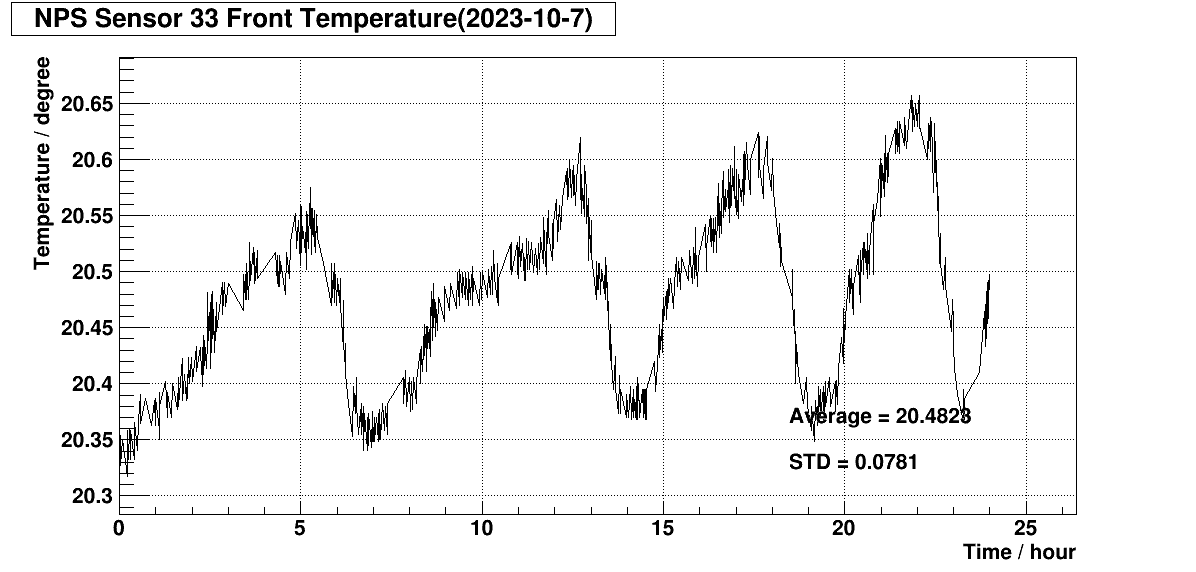 NPS Sensor 33 Front Temperature(2023-10-7)
Temperature / degree
20.65
20.6
20.55
20.5
20.45
20.4
20.35
20.3
Average = 20.4823
STD = 0.0781
0 5 10 15 20 25
Time / hour